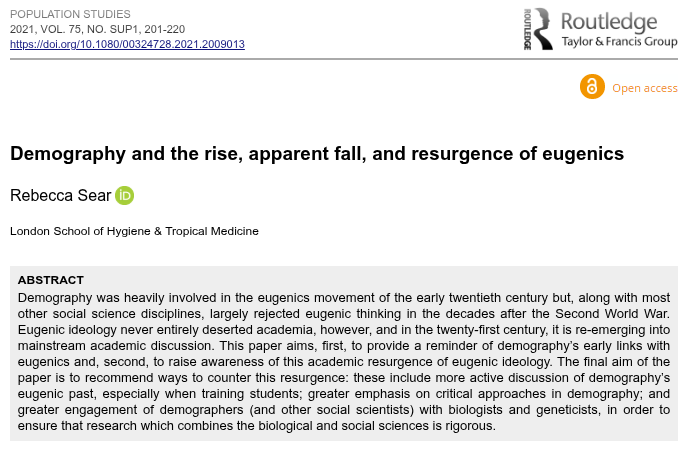 POPULATION STUDIES
2021, VOL. 75, NO. SUP1, 201-220
https://doi.org/10.1080/00324728.2021.2009013
ROUTLEDGE
Routledge
Taylor & Francis Group
Open access
Demography and the rise, apparent fall, and resurgence of eugenics
Rebecca Sear iD
London School of Hygiene & Tropical Medicine
ABSTRACT
Demography was heavily involved in the eugenics movement of the early twentieth century but, along with most
other social science disciplines, largely rejected eugenic thinking in the decades after the Second World War.
Eugenic ideology never entirely deserted academia, however, and in the twenty-first century, it is re-emerging into
mainstream academic discussion. This paper aims, first, to provide a reminder of demography's early links with
eugenics and, second, to raise awareness of this academic resurgence of eugenic ideology. The final aim of the
paper is to recommend ways to counter this resurgence: these include more active discussion of demography's
eugenic past, especially when training students; greater emphasis on critical approaches in demography; and
greater engagement of demographers (and other social scientists) with biologists and geneticists, in order to
ensure that research which combines the biological and social sciences is rigorous.